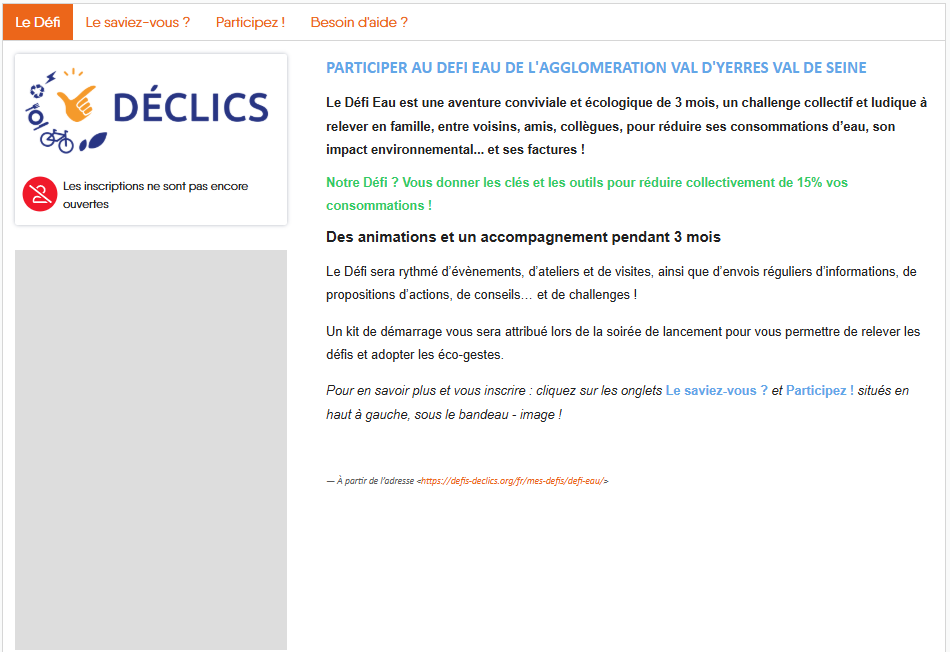 Le Défi
Le saviez-vous ?
Participez !
Besoin d'aide ?
DÉCLICS
Les inscriptions ne sont pas encore
ouvertes
PARTICIPER AU DEFI EAU DE L'AGGLOMERATION VAL D'YERRES VAL DE SEINE
Le Défi Eau est une aventure conviviale et écologique de 3 mois, un challenge collectif et ludique à
relever en famille, entre voisins, amis, collègues, pour réduire ses consommations d’eau, son
impact environnemental... et ses factures !
Notre Défi ? Vous donner les clés et les outils pour réduire collectivement de 15% vos
consommations !
Des animations et un accompagnement pendant 3 mois
Le Défi sera rythmé d’évènements, d’ateliers et de visites, ainsi que d’envois réguliers d’informations, de
propositions d’actions, de conseils… et de challenges !
Un kit de démarrage vous sera attribué lors de la soirée de lancement pour vous permettre de relever les
défis et adopter les éco-gestes.
Pour en savoir plus et vous inscrire : cliquez sur les onglets Le saviez-vous ? et Participez ! situés en
haut à gauche, sous le bandeau - image !
— À partir de l'adresse <https://defis-declics.org/fr/mes-defis/defi-eau/>